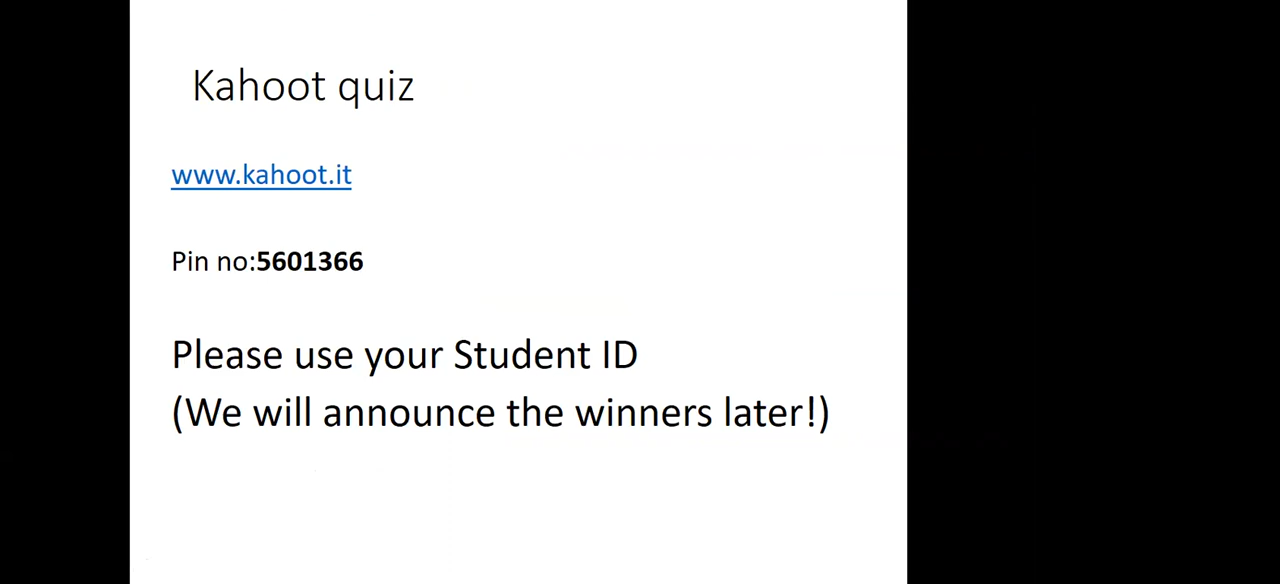 Kahoot quiz
www.kahoot.it
Pin no:5601366
Please use your Student ID
(We will announce the winners later!)